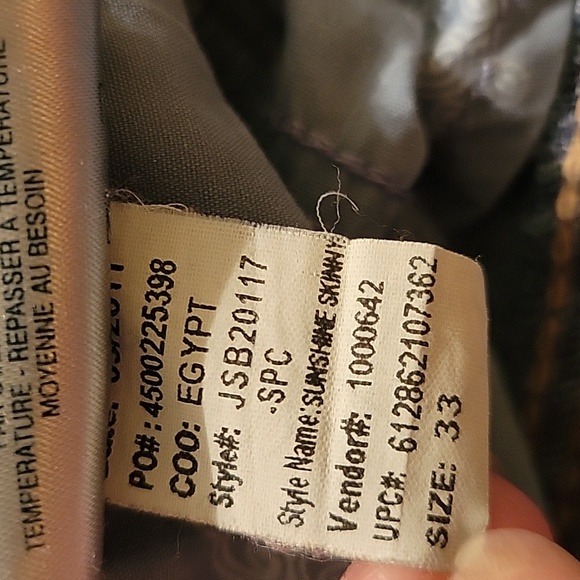 TEMPERATURE - REPASSER A TEMPERATURE
MOYENNE AU BESOIN
PO#: 4500225398
COO: EGYPT
Style#: JSB20117
-SPC
Style Name:SUNSHINE SKINNY
Vendor#: 1000642
UPC#: 612862107362
SIZE: 33